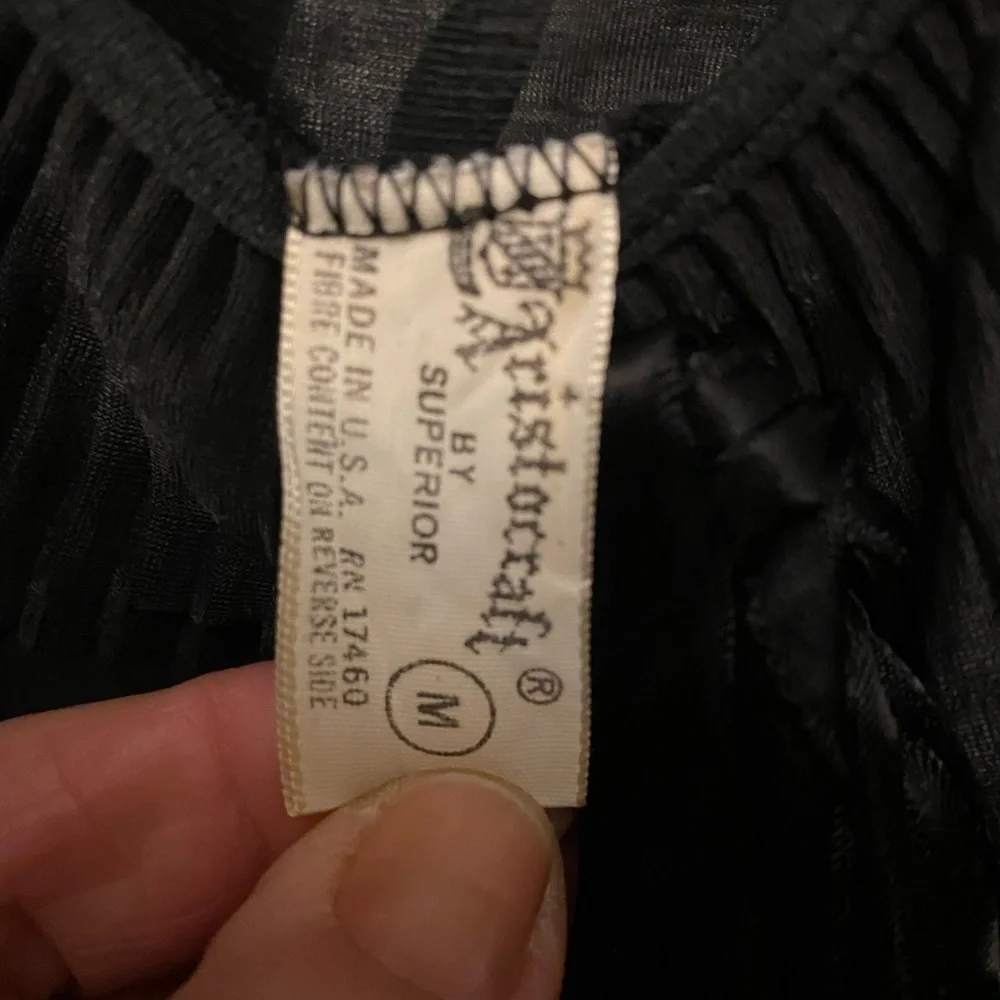 Aristocraft ®
BY
SUPERIOR
M
MADE IN U.S.A. RN 17460
FIBRE CONTENT ON REVERSE SIDE